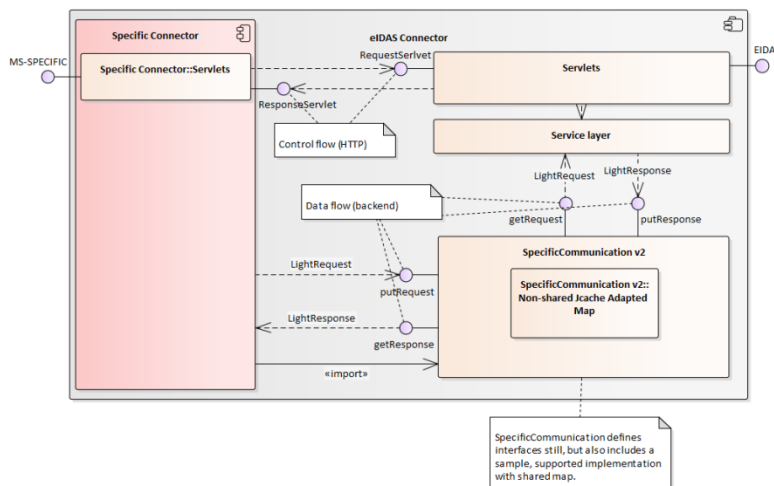 Specific Connector
eIDAS Connector
MS-SPECIFIC
Specific Connector::Servlets
RequestSerlvet
Servlets
EIDA
ResponseServlet
Control flow (HTTP)
Service layer
LightRequest
LightResponse
Data flow (backend)
getRequest
putResponse
SpecificCommunication v2
LightRequest
SpecificCommunication v2::
Non-shared Jcache Adapted
Map
putRequest
LightResponse
getResponse
«import»
SpecificCommunication defines
interfaces still, but also includes a
sample, supported implementation
with shared map.